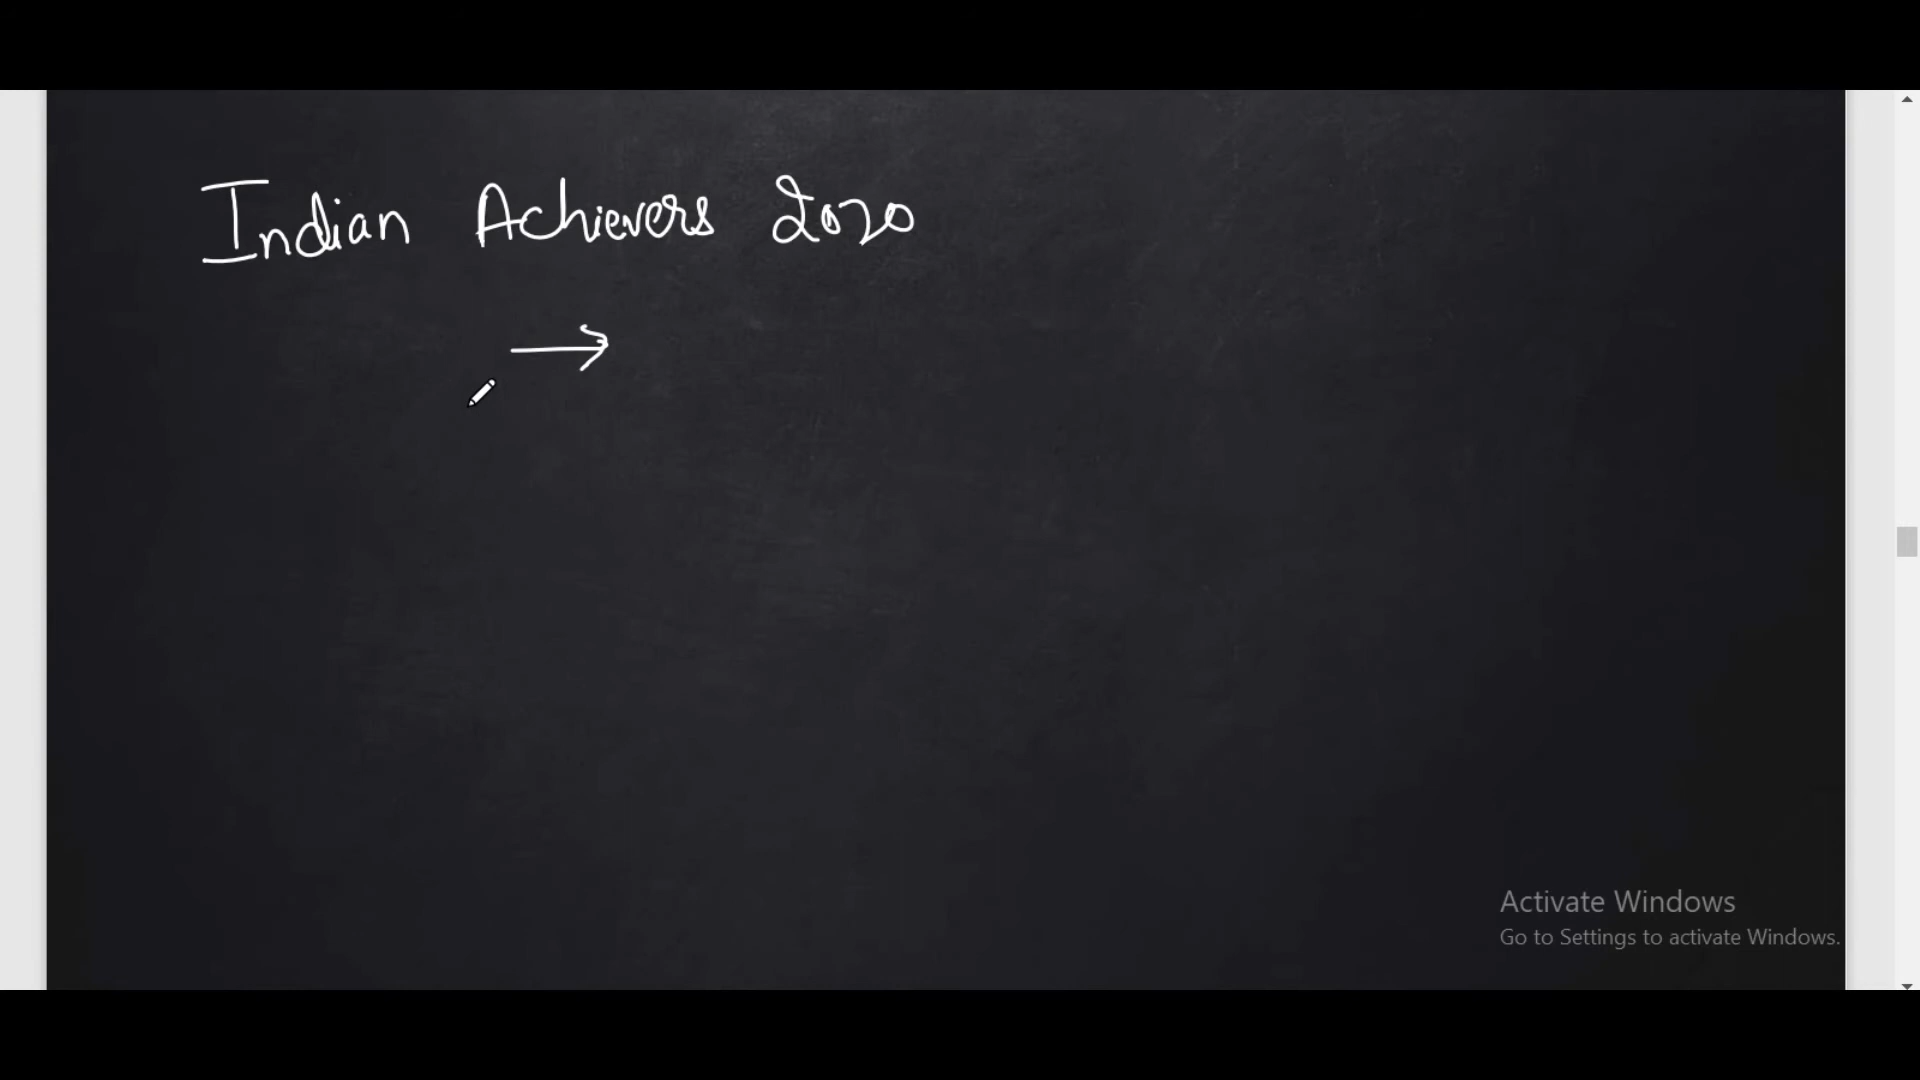 Indian Achievers 2020
→
Activate Windows
Go to Settings to activate Windows.